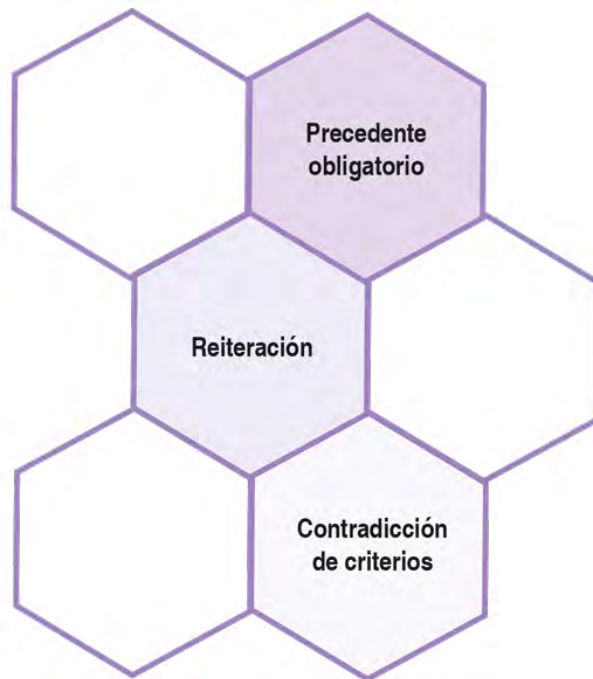 Precedente
obligatorio
Reiteración
Contradicción
de criterios